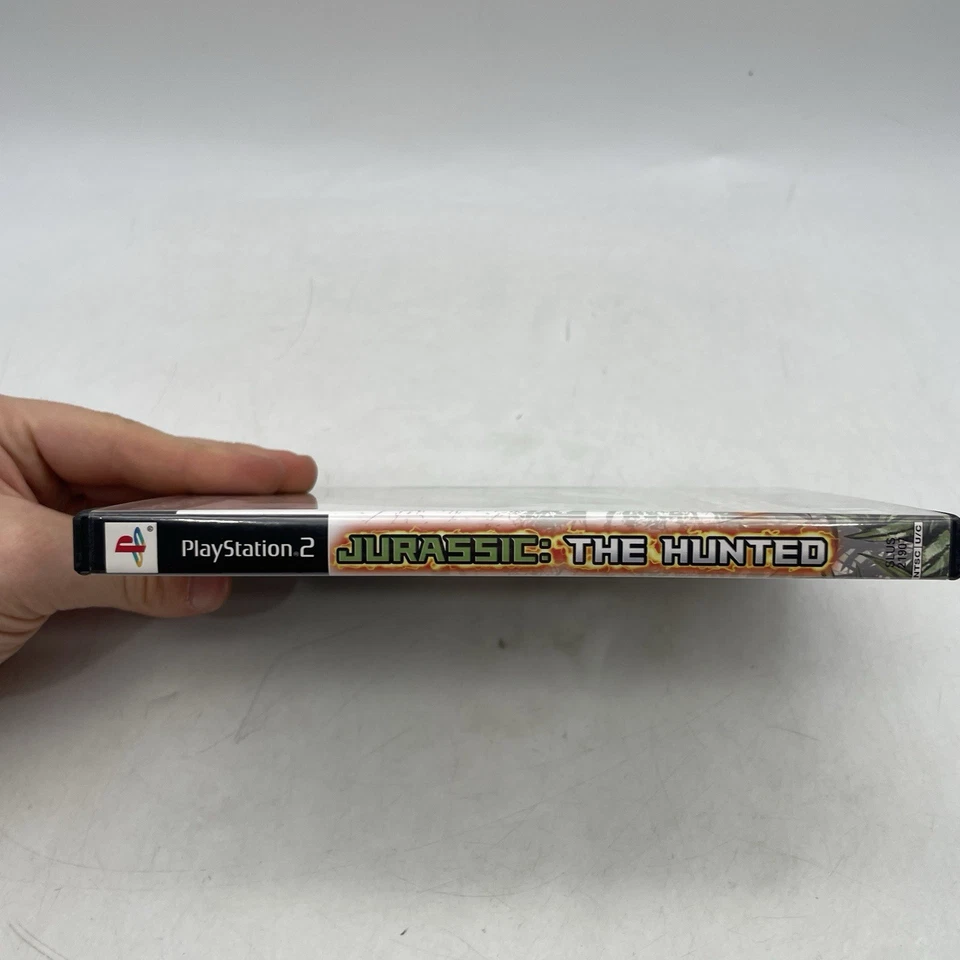 PlayStation 2
JURASSIC: THE HUNTED
SLUS
21907
NTSC U/C